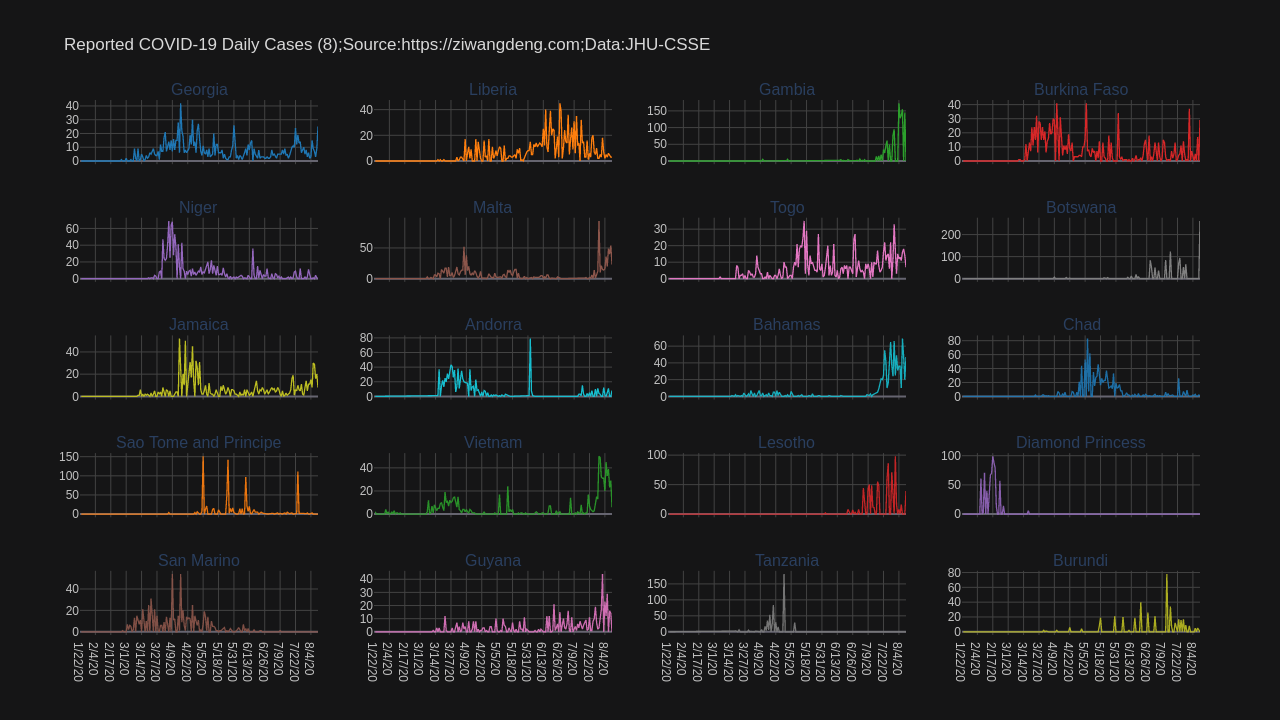 Reported COVID-19 Daily Cases (8);Source:https://ziwangdeng.com;Data:JHU-CSSE
Georgia Liberia Gambia Burkina Faso
40 30 20 10 0
40 20 0
150 100 50 0
40 30 20 10 0
Niger Malta Togo Botswana
60 40 20 0
50 0
30 20 10 0
200 100 0
Jamaica Andorra Bahamas Chad
40 20 0
80 60 40 20 0
60 40 20 0
80 60 40 20 0
Sao Tome and Principe Vietnam Lesotho Diamond Princess
150 100 50 0
40 20 0
100 50 0
100 50 0
San Marino Guyana Tanzania Burundi
40 20 0
40 30 20 10 0
150 100 50 0
80 60 40 20 0
1/22/20 2/4/20 2/17/20 3/1/20 3/14/20 3/27/20 4/9/20 4/22/20 5/5/20 5/18/20 5/31/20 6/13/20 6/26/20 7/9/20 7/22/20 8/4/20
1/22/20 2/4/20 2/17/20 3/1/20 3/14/20 3/27/20 4/9/20 4/22/20 5/5/20 5/18/20 5/31/20 6/13/20 6/26/20 7/9/20 7/22/20 8/4/20
1/22/20 2/4/20 2/17/20 3/1/20 3/14/20 3/27/20 4/9/20 4/22/20 5/5/20 5/18/20 5/31/20 6/13/20 6/26/20 7/9/20 7/22/20 8/4/20
1/22/20 2/4/20 2/17/20 3/1/20 3/14/20 3/27/20 4/9/20 4/22/20 5/5/20 5/18/20 5/31/20 6/13/20 6/26/20 7/9/20 7/22/20 8/4/20